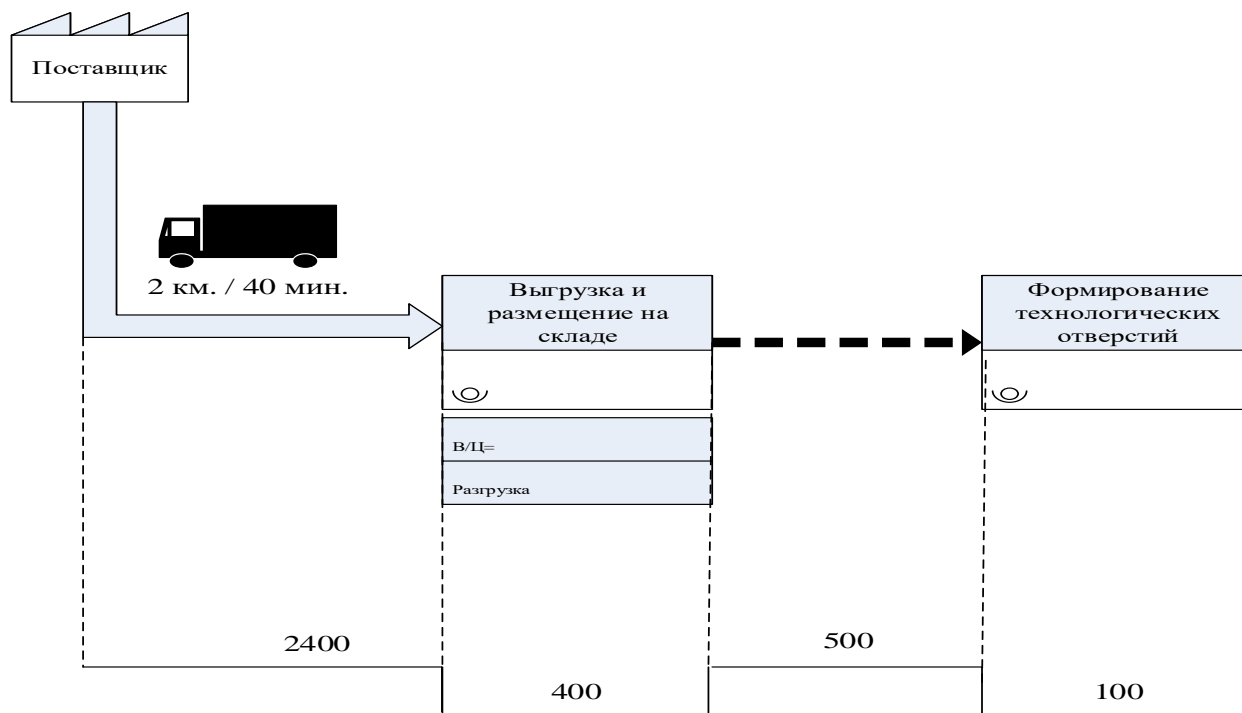 Поставщик
2 км. / 40 мин.
Выгрузка и
размещение на
складе
Формирование
технологических
отверстий
В/Ц=
Разгрузка
2400
400
500
100